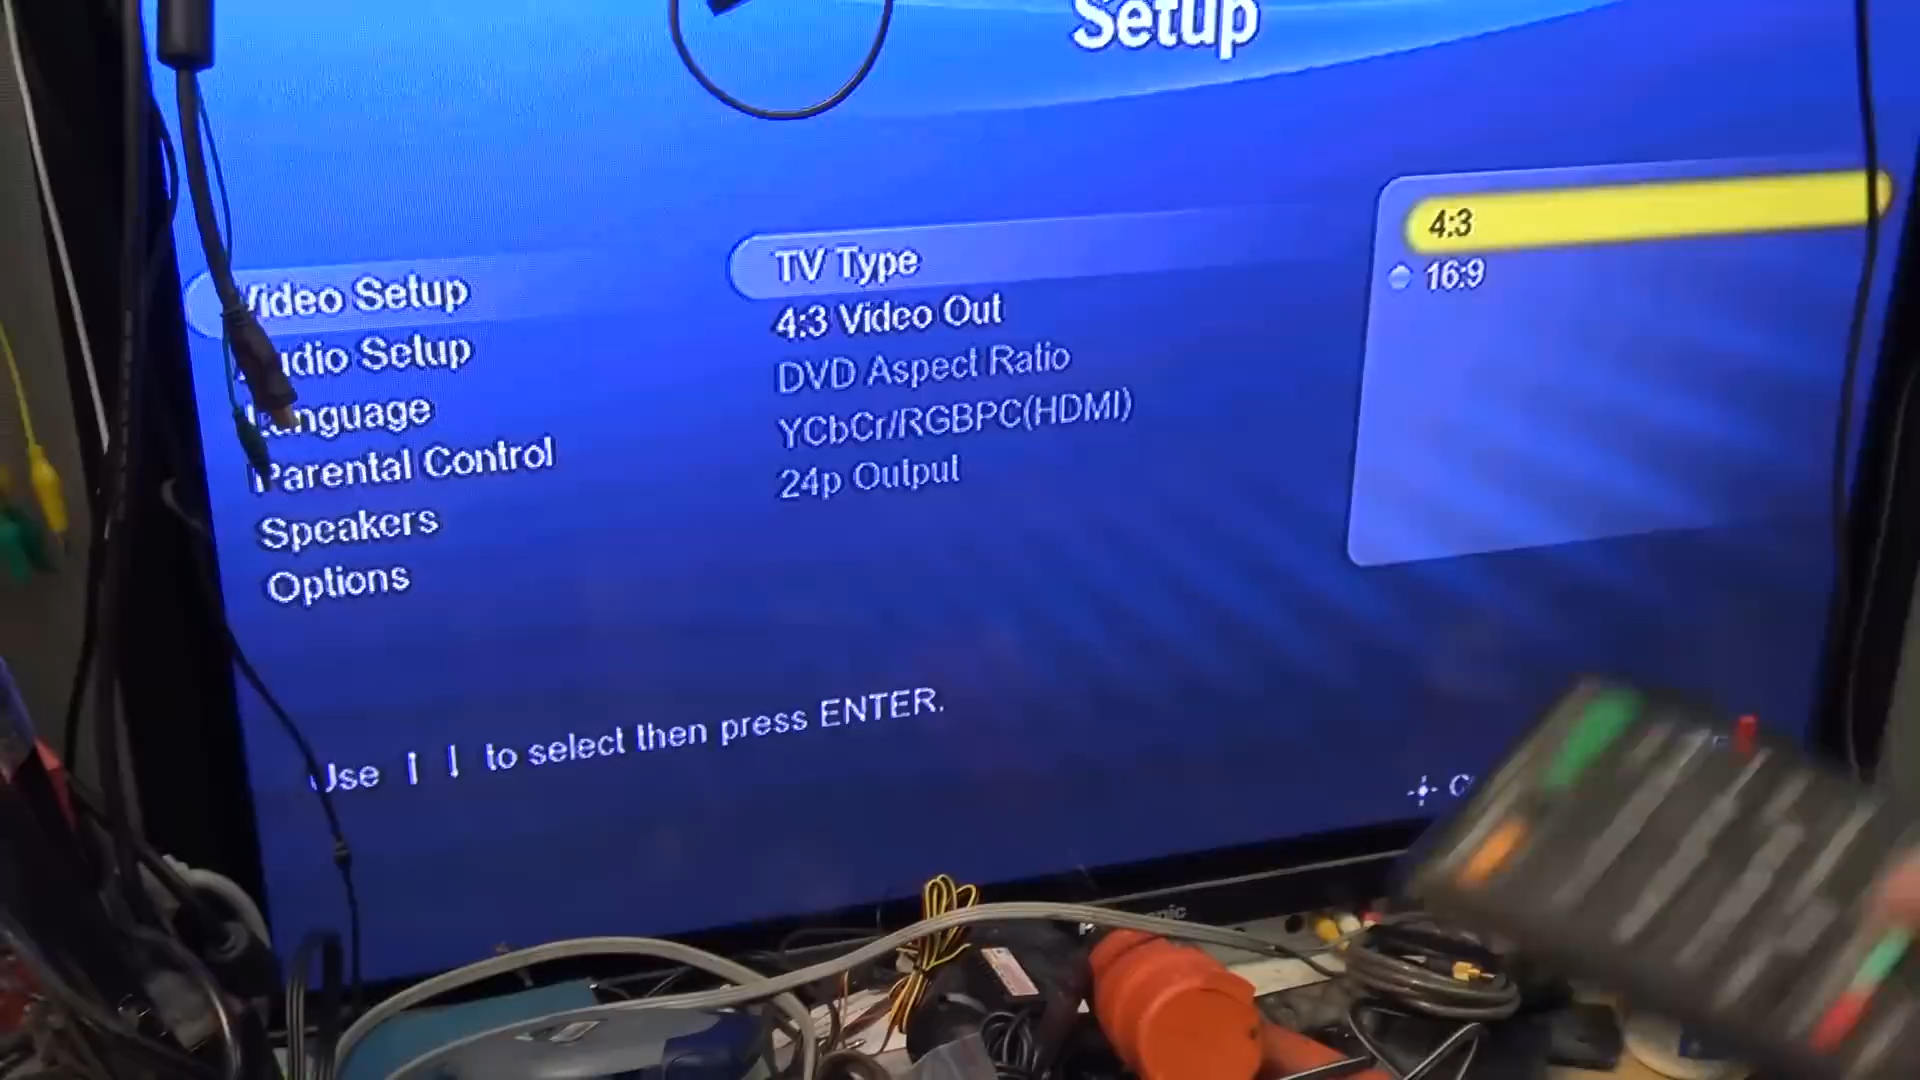 Setup
Video Setup
Audio Setup
Language
Parental Control
Speakers
Options
TV Type
4:3 Video Out
DVD Aspect Ratio
YCbCr/RGBPC(HDMI)
24p Output
4:3
16:9
Use ↑ ↓ to select then press ENTER.